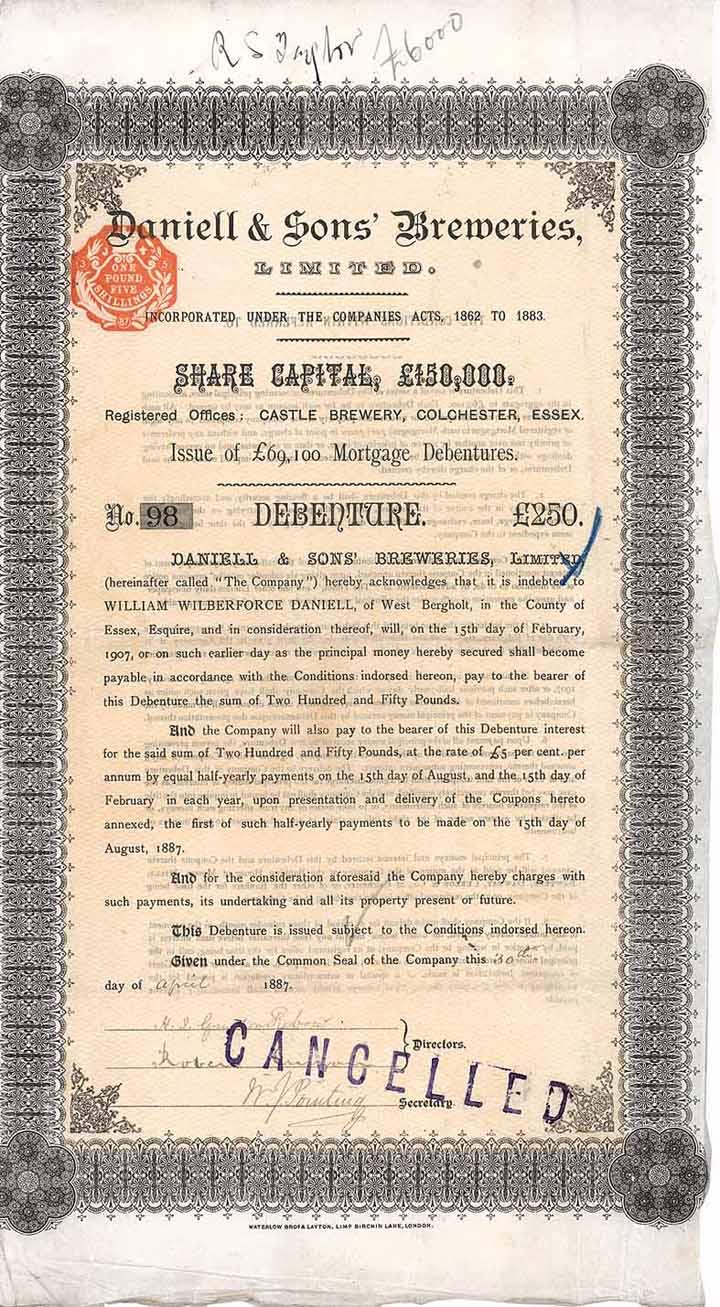 R S Taylor £6000
Daniell & Sons' Breweries,
LIMITED.
ONE
POUND
FIVE
SHILLINGS
INCORPORATED UNDER THE COMPANIES ACTS, 1862 TO 1883.
SHARE CAPITAL, £150,000.
Registered Offices: CASTLE BREWERY, COLCHESTER, ESSEX.
Issue of £69,100 Mortgage Debentures.
No. 98 DEBENTURE. £250.
DANIELL & SONS' BREWERIES, LIMITED
(hereinafter called "The Company") hereby acknowledges that it is indebted to
WILLIAM WILBERFORCE DANIELL, of West Bergholt, in the County of
Essex, Esquire, and in consideration thereof, will, on the 15th day of February,
1907, or on such earlier day as the principal money hereby secured shall become
payable in accordance with the Conditions indorsed hereon, pay to the bearer of
this Debenture the sum of Two Hundred and Fifty Pounds.
And the Company will also pay to the bearer of this Debenture interest
for the said sum of Two Hundred and Fifty Pounds, at the rate of £5 per cent. per
annum by equal half-yearly payments on the 15th day of August, and the 15th day of
February in each year, upon presentation and delivery of the Coupons hereto
annexed, the first of such half-yearly payments to be made on the 15th day of
August, 1887.
And for the consideration aforesaid the Company hereby charges with
such payments, its undertaking and all its property present or future.
This Debenture is issued subject to the Conditions indorsed hereon.
Given under the Common Seal of the Company this 30th
day of April 1887.
Directors.
CANCELLED
W J Pointing
Secretary.
WATERLOW BROS & LAYTON, LIMP BIRCHIN LANE, LONDON.